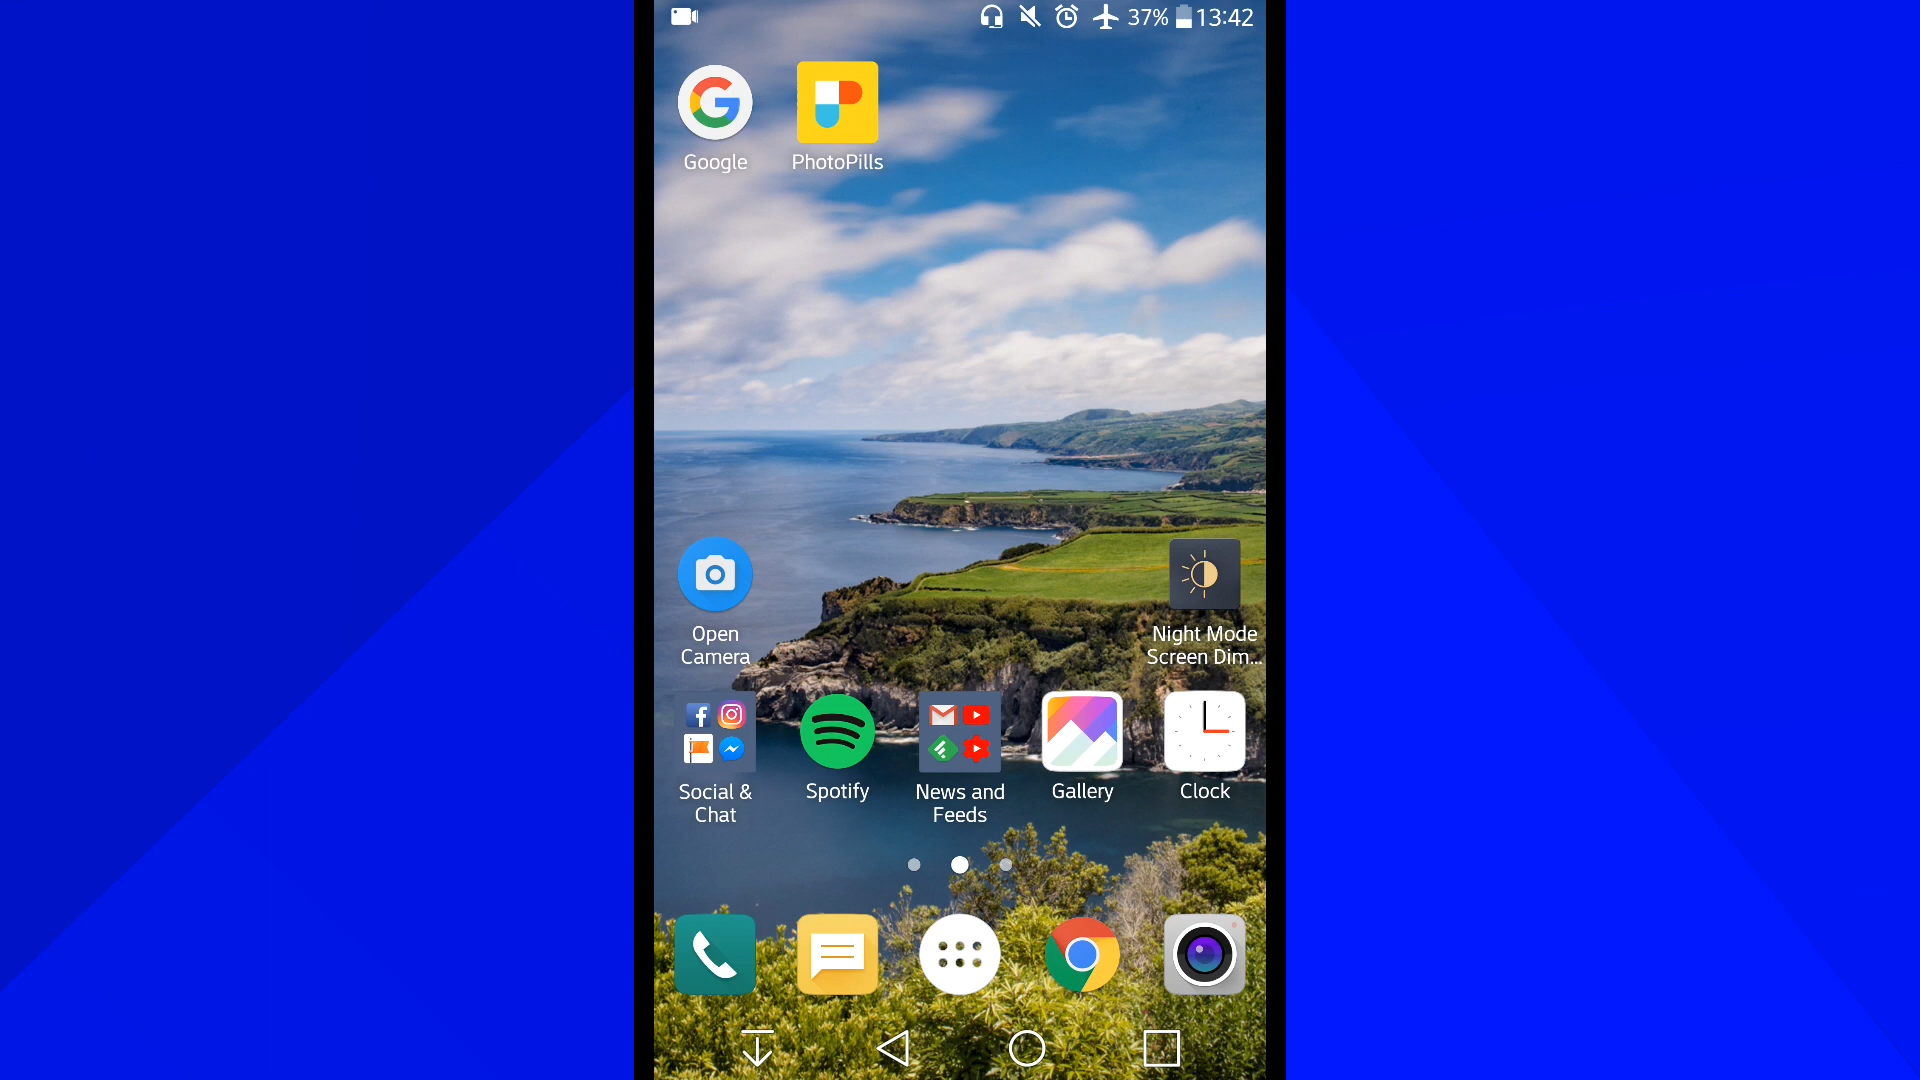 37% 13:42
Google PhotoPills
Open
Camera
Night Mode
Screen Dim...
Social &
Chat
Spotify
News and
Feeds
Gallery
Clock